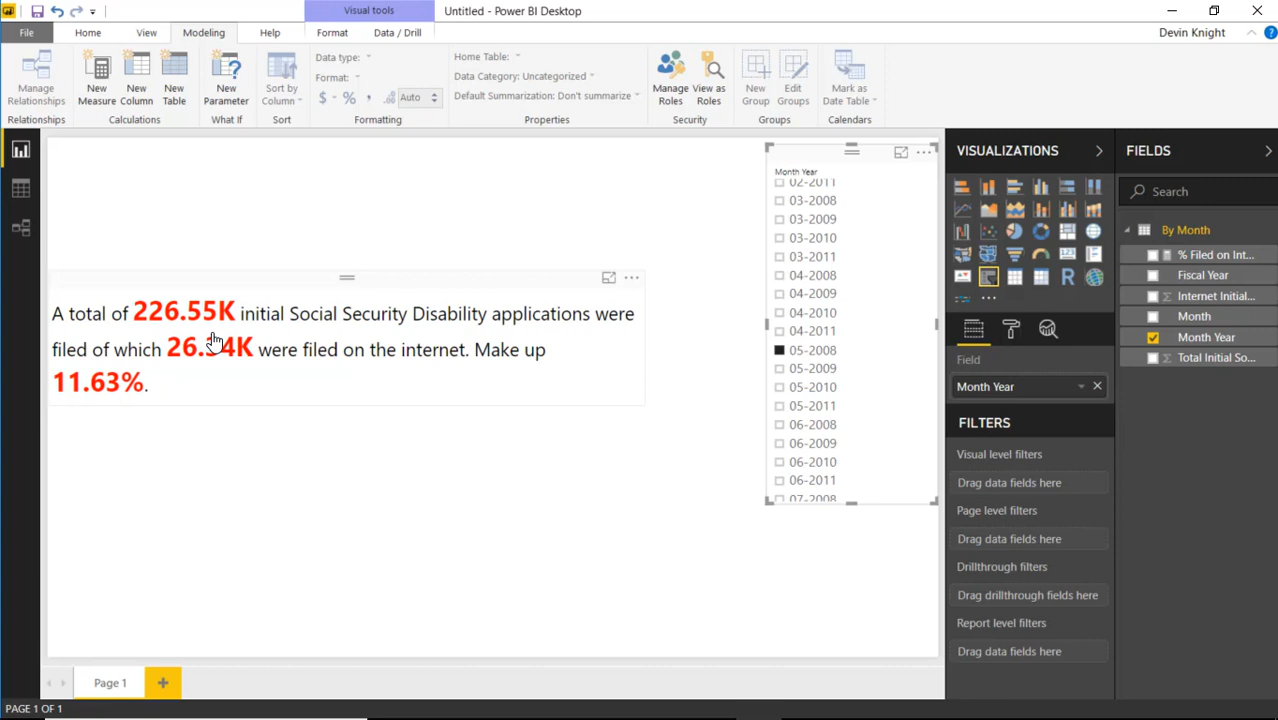 Visual tools
Untitled - Power BI Desktop
File
Home
View
Modeling
Help
Format
Data / Drill
Devin Knight
Manage
Relationships
Relationships
New
Measure
New
Column
New
Table
Calculations
New
Parameter
What If
Sort by
Column
Sort
Data type:
Format:
$ % , .00 Auto
Formatting
Home Table:
Data Category: Uncategorized
Default Summarization: Don't summarize
Properties
Manage
Roles
View as
Roles
Security
New
Group
Edit
Groups
Groups
Mark as
Date Table
Calendars
A total of 226.55K initial Social Security Disability applications were
filed of which were filed on the internet. Make up
11.63%.
Month Year
02-2011
03-2008
03-2009
03-2010
03-2011
04-2008
04-2009
04-2010
04-2011
05-2008
05-2009
05-2010
05-2011
06-2008
06-2009
06-2010
06-2011
07-2008
VISUALIZATIONS
R
Field
Month Year
FILTERS
Visual level filters
Drag data fields here
Page level filters
Drag data fields here
Drillthrough filters
Drag drillthrough fields here
Report level filters
Drag data fields here
FIELDS
Search
By Month
% Filed on Int...
Fiscal Year
Internet Initial...
Month
Month Year
Total Initial So...
Page 1
PAGE 1 OF 1